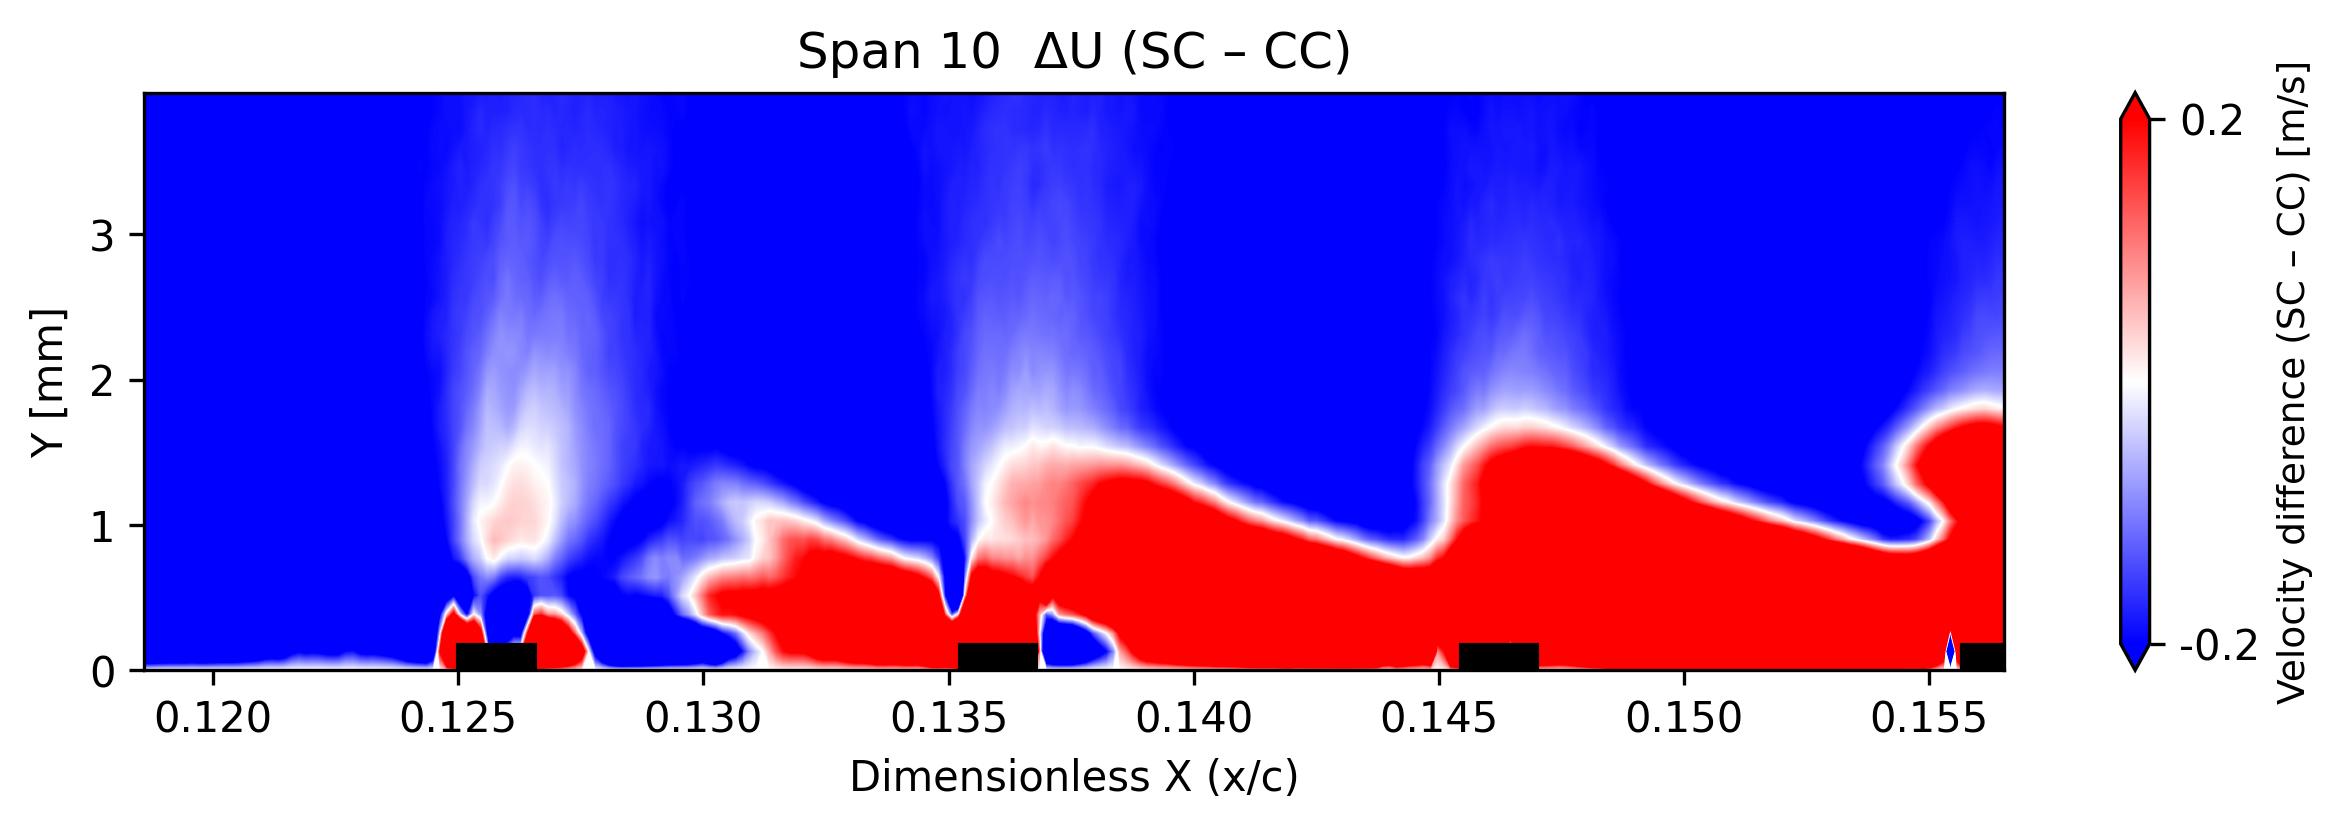 Span 10  ΔU (SC – CC)
3
2
1
0
Y [mm]
0.120 0.125 0.130 0.135 0.140 0.145 0.150 0.155
Dimensionless X (x/c)
0.2
-0.2
Velocity difference (SC – CC) [m/s]